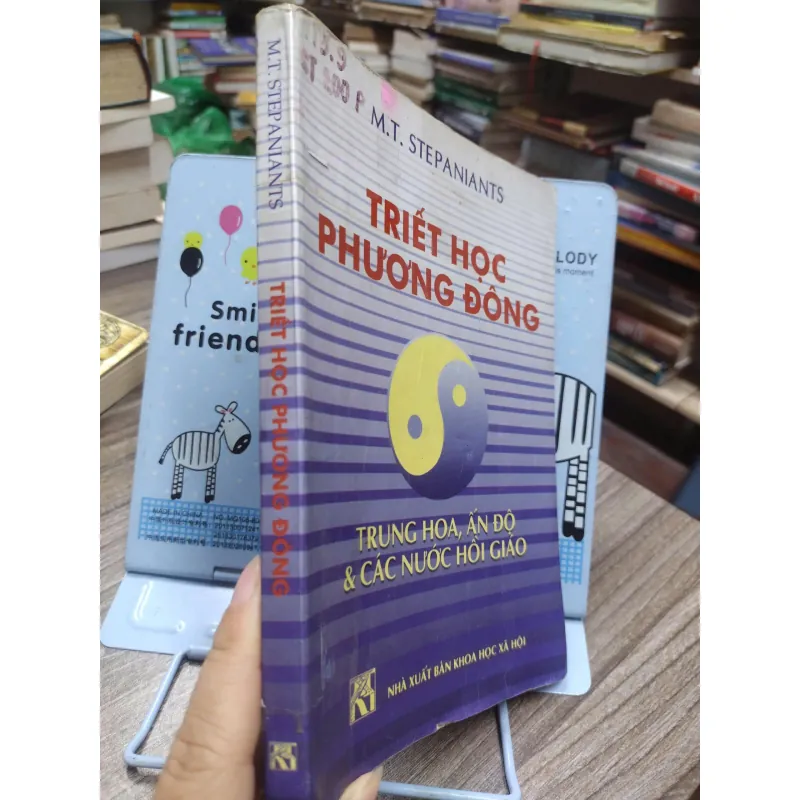 M.T. STEPANIANTS
TRIẾT HỌC
PHƯƠNG ĐÔNG
TRUNG HOA, ẤN ĐỘ
& CÁC NƯỚC HỒI GIÁO
NHÀ XUẤT BẢN KHOA HỌC XÃ HỘI
M.T. STEPANIANTS
TRIẾT HỌC PHƯƠNG ĐÔNG
Smi
friend
LODY
moment